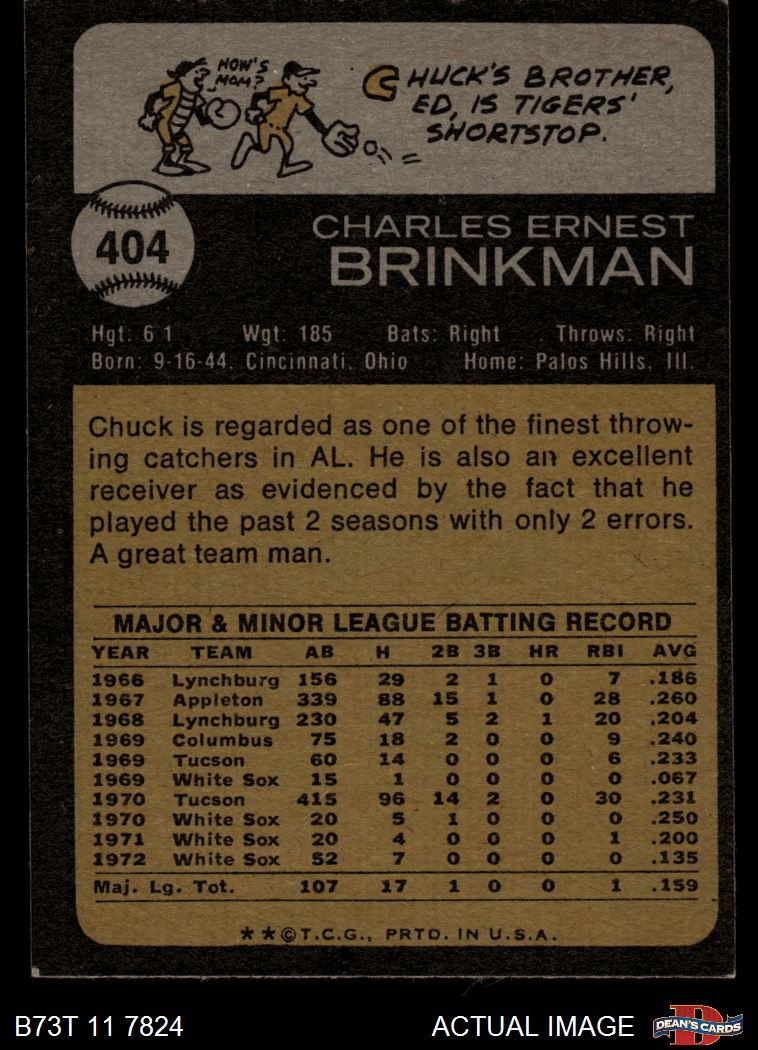 HOW'S
MOM?
CHUCK'S BROTHER,
ED, IS TIGERS'
SHORTSTOP.
404
CHARLES ERNEST
BRINKMAN
Hgt: 6 1 Wgt: 185 Bats: Right Throws: Right
Born: 9-16-44, Cincinnati, Ohio Home: Palos Hills, Ill.
Chuck is regarded as one of the finest throw-
ing catchers in AL. He is also an excellent
receiver as evidenced by the fact that he
played the past 2 seasons with only 2 errors.
A great team man.
MAJOR & MINOR LEAGUE BATTING RECORD
YEAR TEAM AB H 2B 3B HR RBI AVG
1966 Lynchburg 156 29 2 1 0 7 .186
1967 Appleton 339 88 15 1 0 28 .260
1968 Lynchburg 230 47 5 2 1 20 .204
1969 Columbus 75 18 2 0 0 9 .240
1969 Tucson 60 14 0 0 0 6 .233
1969 White Sox 15 1 0 0 0 0 .067
1970 Tucson 415 96 14 2 0 30 .231
1970 White Sox 20 5 1 0 0 0 .250
1971 White Sox 20 4 0 0 0 1 .200
1972 White Sox 52 7 0 0 0 0 .135
Maj. Lg. Tot. 107 17 1 0 0 1 .159
**©T.C.G., PRTD. IN U.S.A.
B73T 11 7824 ACTUAL IMAGE D DEAN'S CARDS